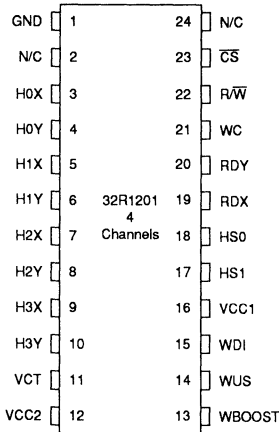 GND 1 24 N/C
N/C 2 23 C̅S̅
H0X 3 22 R/W̅
H0Y 4 21 WC
H1X 5 20 RDY
H1Y 6 32R1201 19 RDX
4
H2X 7 Channels 18 HS0
H2Y 8 17 HS1
H3X 9 16 VCC1
H3Y 10 15 WDI
VCT 11 14 WUS
VCC2 12 13 WBOOST